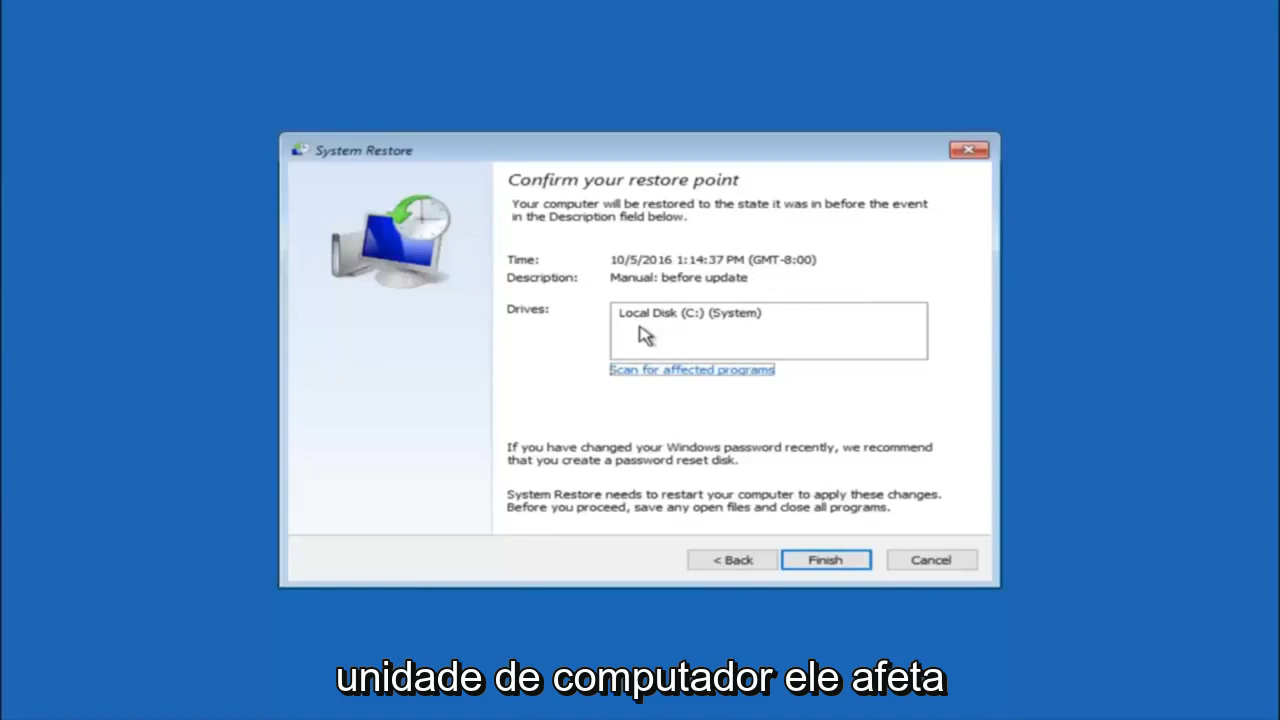 System Restore
Confirm your restore point
Your computer will be restored to the state it was in before the event
in the Description field below.
Time: 10/5/2016 1:14:37 PM (GMT-8:00)
Description: Manual: before update
Drives: Local Disk (C:) (System)
Scan for affected programs
If you have changed your Windows password recently, we recommend
that you create a password reset disk.
System Restore needs to restart your computer to apply these changes.
Before you proceed, save any open files and close all programs.
< Back Finish Cancel
unidade de computador ele afeta